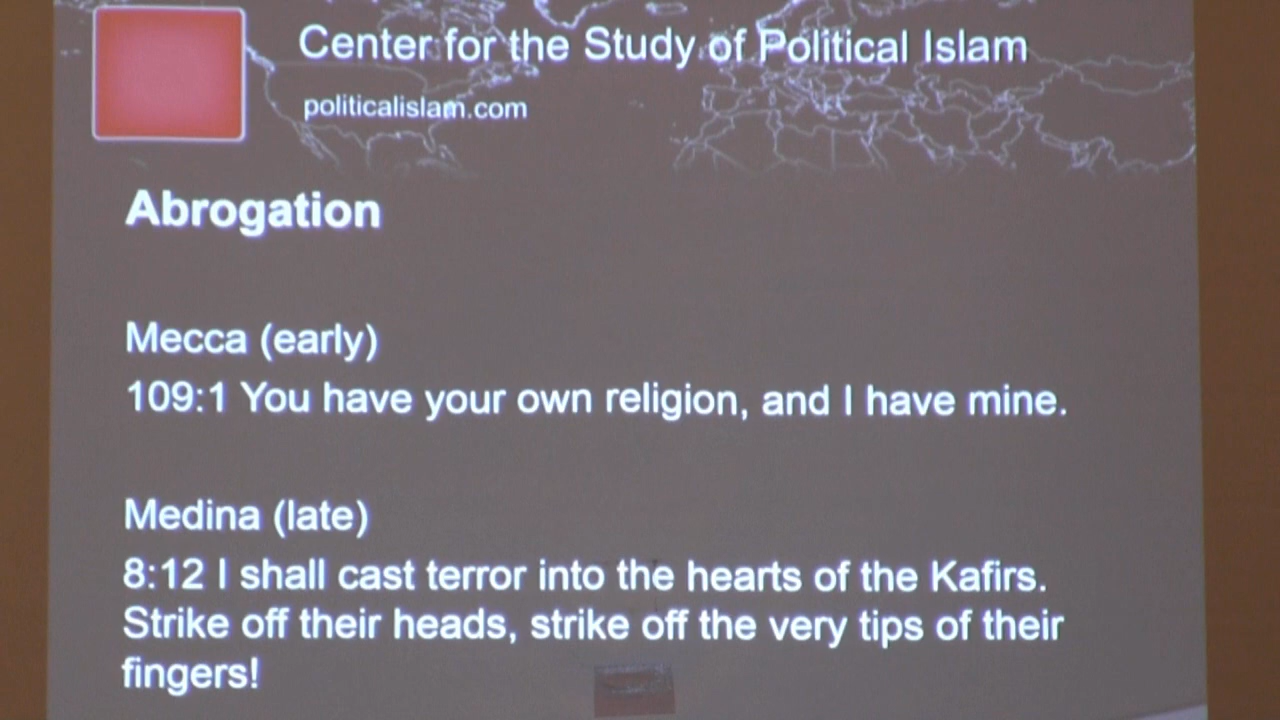 Center for the Study of Political Islam
politicalislam.com
Abrogation
Mecca (early)
109:1 You have your own religion, and I have mine.
Medina (late)
8:12 I shall cast terror into the hearts of the Kafirs.
Strike off their heads, strike off the very tips of their
fingers!